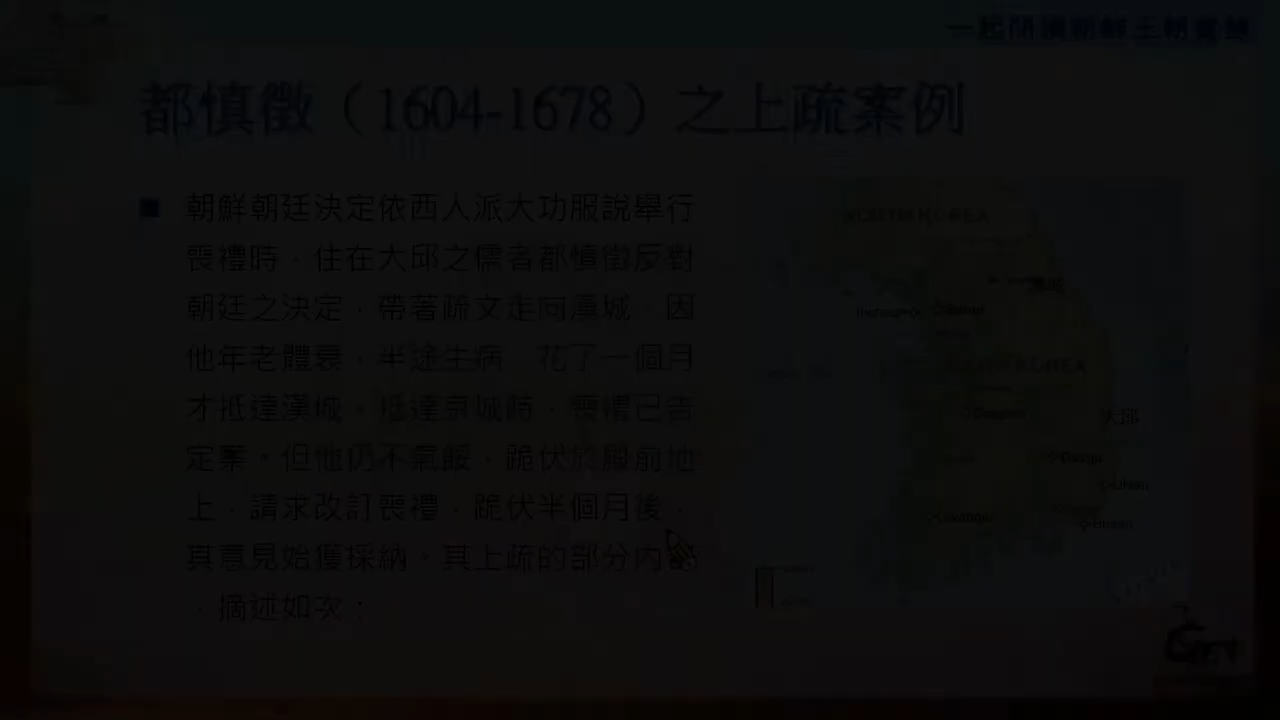 一起閱讀朝鮮王朝實錄
都慎徵（1604-1678）之上疏案例
朝鮮朝廷決定依西人派大功服說舉行
喪禮時，住在大邱之儒者都慎徵反對
朝廷之決定，帶著疏文走向漢城，因
他年老體衰，半途生病，花了一個月
才抵達漢城。抵達京城時，喪禮已告
定案。但他仍不氣餒，跪伏於殿前地
上，請求改訂喪禮，跪伏半個月後，
其意見始獲採納。其上疏的部分內容
，摘述如次：
NORTH KOREA
漢城
SOUTH KOREA
大邱